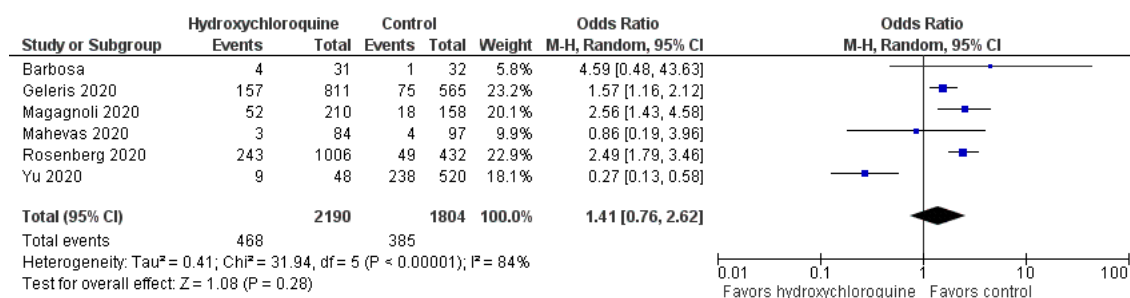 Hydroxychloroquine Control Odds Ratio Odds Ratio
Study or Subgroup Events Total Events Total Weight M-H, Random, 95% CI M-H, Random, 95% CI
Barbosa 4 31 1 32 5.8% 4.59 [0.48, 43.63]
Geleris 2020 157 811 75 565 23.2% 1.57 [1.16, 2.12]
Magagnoli 2020 52 210 18 158 20.1% 2.56 [1.43, 4.58]
Mahevas 2020 3 84 4 97 9.9% 0.86 [0.19, 3.96]
Rosenberg 2020 243 1006 49 432 22.9% 2.49 [1.79, 3.46]
Yu 2020 9 48 238 520 18.1% 0.27 [0.13, 0.58]
Total (95% CI) 2190 1804 100.0% 1.41 [0.76, 2.62]
Total events 468 385
Heterogeneity: Tau² = 0.41; Chi² = 31.94, df = 5 (P < 0.00001); I² = 84%
Test for overall effect: Z = 1.08 (P = 0.28)
0.01 0.1 1 10 100
Favors hydroxychloroquine Favors control